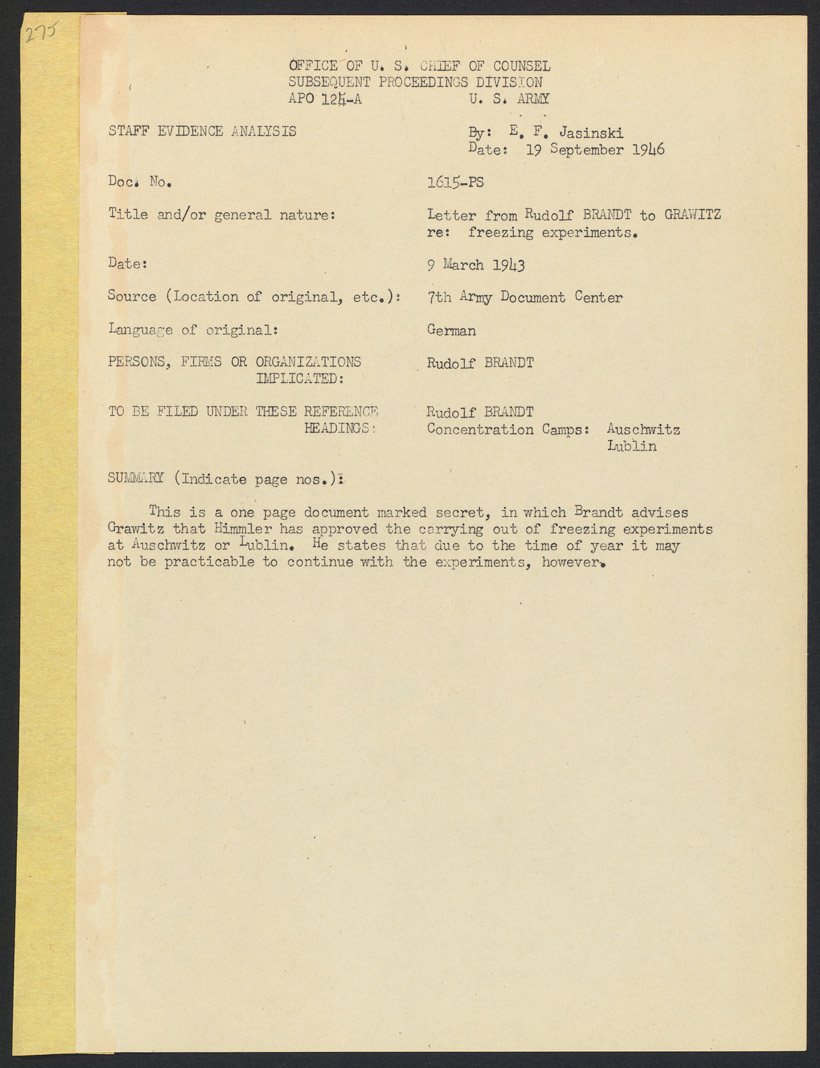 275
OFFICE OF U. S. CHIEF OF COUNSEL
SUBSEQUENT PROCEEDINGS DIVISION
APO 124-A U. S. ARMY
STAFF EVIDENCE ANALYSIS By: E. F. Jasinski
Date: 19 September 1946
Doc. No. 1615-PS
Title and/or general nature: Letter from Rudolf BRANDT to GRAWITZ
re: freezing experiments.
Date: 9 March 1943
Source (Location of original, etc.): 7th Army Document Center
Language of original: German
PERSONS, FIRMS OR ORGANIZATIONS Rudolf BRANDT
IMPLICATED:
TO BE FILED UNDER THESE REFERENCE Rudolf BRANDT
HEADINGS: Concentration Camps: Auschwitz
Lublin
SUMMARY (Indicate page nos.):
This is a one page document marked secret, in which Brandt advises
Grawitz that Himmler has approved the carrying out of freezing experiments
at Auschwitz or Lublin. He states that due to the time of year it may
not be practicable to continue with the experiments, however.